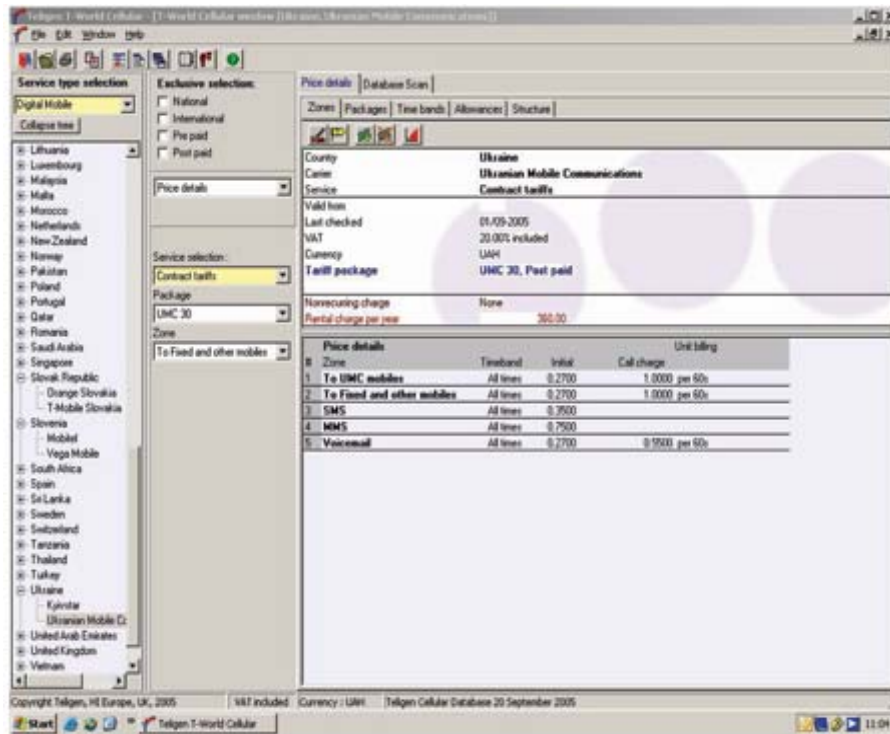 Teligen T-World Cellular - [T-World Cellular window [Ukraine, Ukranian Mobile Communications]]
File Edit Window Help
Service type selection
Digital Mobile
Collapse tree
Lithuania
Luxembourg
Malaysia
Malta
Morocco
Netherlands
New Zealand
Norway
Pakistan
Poland
Portugal
Qatar
Romania
Saudi Arabia
Singapore
Slovak Republic
Orange Slovakia
T-Mobile Slovakia
Slovenia
Mobitel
Vega Mobile
South Africa
Spain
Sri Lanka
Sweden
Switzerland
Tanzania
Thailand
Turkey
Ukraine
Kyivstar
Ukranian Mobile Co
United Arab Emirates
United Kingdom
Vietnam
Exclusive selection:
National
International
Pre paid
Post paid
Price details
Service selection:
Contract tariffs
Package
UMC 30
Zone
To Fixed and other mobiles
Price details Database Scan
Zones Packages Time bands Allowances Structure
Country Ukraine
Carrier Ukranian Mobile Communications
Service Contract tariffs
Valid from
Last checked 01/09-2005
VAT 20.00% included
Currency UAH
Tariff package UMC 30, Post paid
Nonrecuring charge None
Rental charge per year 360.00
Price details Unit billing
# Zone Timeband Initial Call charge
1 To UMC mobiles All times 0.2700 1.0000 per 60s
2 To Fixed and other mobiles All times 0.2700 1.0000 per 60s
3 SMS All times 0.3500
4 MMS All times 0.7500
5 Voicemail All times 0.2700 0.5500 per 60s
Copyright Teligen, HI Europe, UK, 2005 VAT included Currency : UAH Teligen Cellular Database 20 September 2005
Start Teligen T-World Cellular 11:04